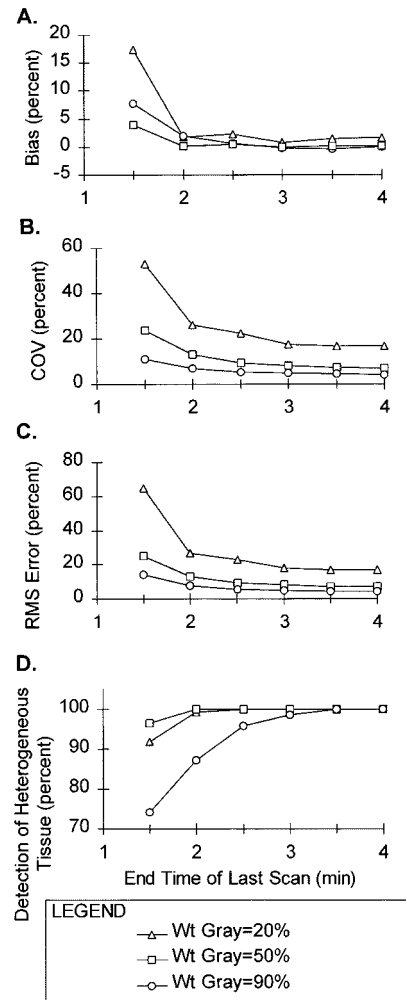 A.
20
15
10
5
0
-5
Bias (percent)
1 2 3 4
B.
60
40
20
0
COV (percent)
1 2 3 4
C.
80
60
40
20
0
RMS Error (percent)
1 2 3 4
D.
100
90
80
70
Detection of Heterogeneous
Tissue (percent)
1 2 3 4
End Time of Last Scan (min)
LEGEND
Wt Gray=20%
Wt Gray=50%
Wt Gray=90%